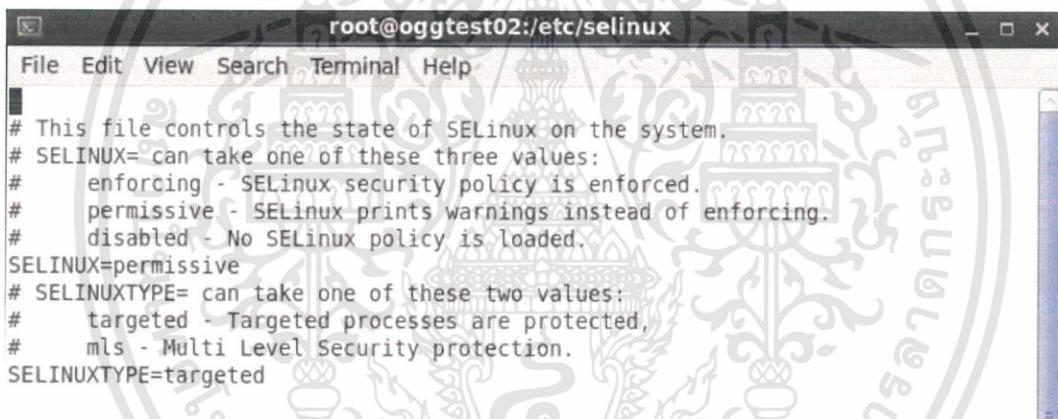 root@oggtest02:/etc/selinux
File Edit View Search Terminal Help
# This file controls the state of SELinux on the system.
# SELINUX= can take one of these three values:
#     enforcing - SELinux security policy is enforced.
#     permissive - SELinux prints warnings instead of enforcing.
#     disabled - No SELinux policy is loaded.
SELINUX=permissive
# SELINUXTYPE= can take one of these two values:
#     targeted - Targeted processes are protected,
#     mls - Multi Level Security protection.
SELINUXTYPE=targeted